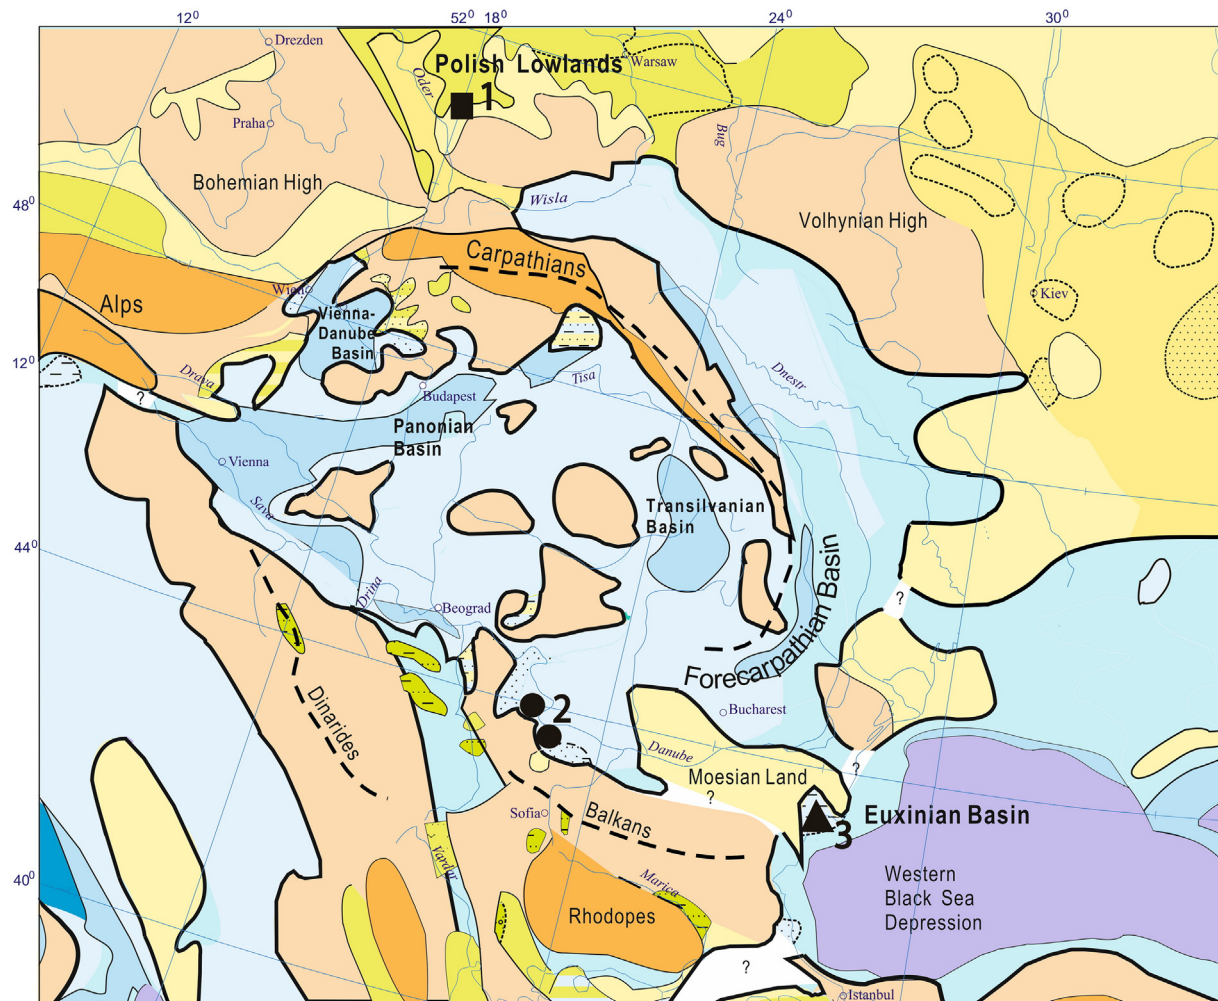 12⁰
52⁰ 18⁰
24⁰
30⁰
Drezden
Polish Lowlands
Warsaw
Oder
1
Praha
Bug
Bohemian High
Wisla
48⁰
Volhynian High
Carpathians
Wien
Kiev
Alps
Vienna-
Danube
Basin
12⁰
Drava
Tisa
Dnestr
?
Budapest
Panonian
Basin
Vienna
Sava
Transilvanian
Basin
44⁰
Drina
Beograd
?
Forecarpathian Basin
Dinarides
2
Bucharest
Danube
Moesian Land
?
?
Sofia
Balkans
3
Euxinian Basin
Vardar
40⁰
Marica
Western
Black Sea
Depression
Rhodopes
?
Istanbul